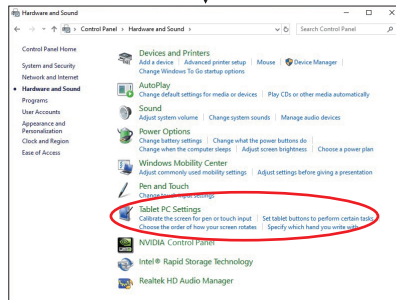 Hardware and Sound
Control Panel › Hardware and Sound ›
Search Control Panel
Control Panel Home
System and Security
Network and Internet
Hardware and Sound
Programs
User Accounts
Appearance and
Personalization
Clock and Region
Ease of Access
Devices and Printers
Add a device | Advanced printer setup | Mouse | Device Manager |
Change Windows To Go startup options
AutoPlay
Change default settings for media or devices | Play CDs or other media automatically
Sound
Adjust system volume | Change system sounds | Manage audio devices
Power Options
Change battery settings | Change what the power buttons do |
Change when the computer sleeps | Adjust screen brightness | Choose a power plan
Windows Mobility Center
Adjust commonly used mobility settings | Adjust settings before giving a presentation
Pen and Touch
Change touch input settings
Tablet PC Settings
Calibrate the screen for pen or touch input | Set tablet buttons to perform certain tasks
Choose the order of how your screen rotates | Specify which hand you write with
NVIDIA Control Panel
Intel® Rapid Storage Technology
Realtek HD Audio Manager